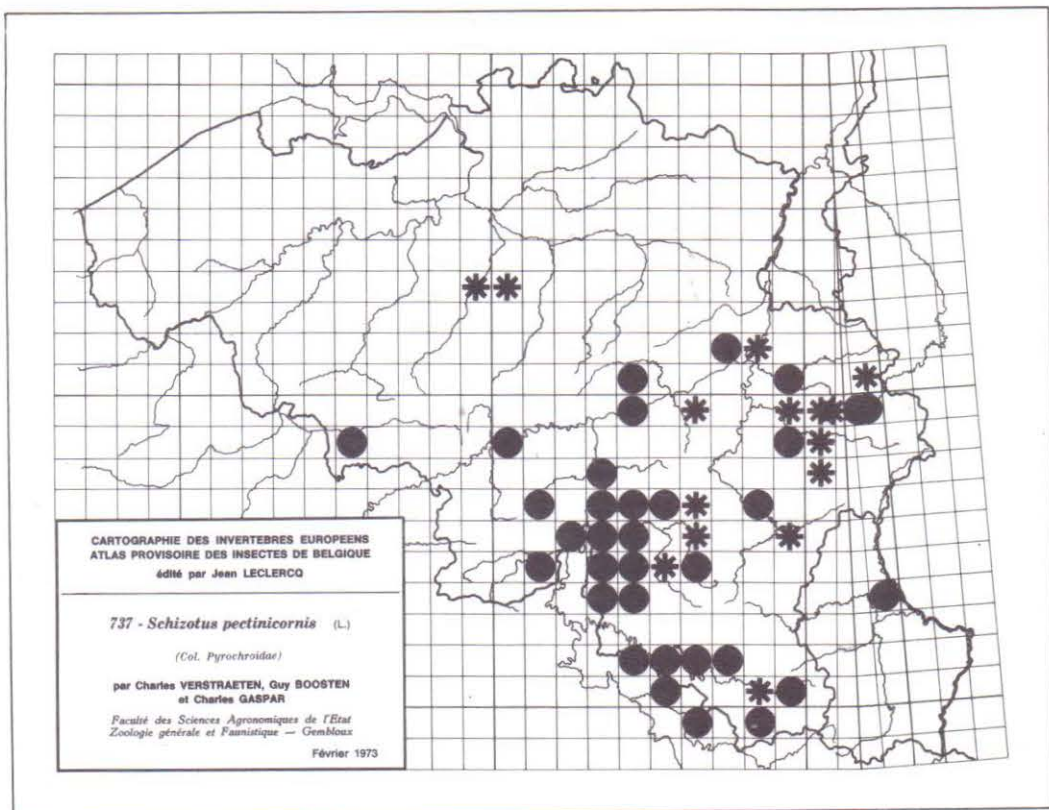 CARTOGRAPHIE DES INVERTEBRES EUROPEENS
ATLAS PROVISOIRE DES INSECTES DE BELGIQUE
édité par Jean LECLERCQ
737 - Schizotus pectinicornis (L.)
(Col. Pyrochroidae)
par Charles VERSTRAETEN, Guy BOOSTEN
et Charles GASPAR
Faculté des Sciences Agronomiques de l'Etat
Zoologie générale et Faunistique — Gembloux
Février 1973